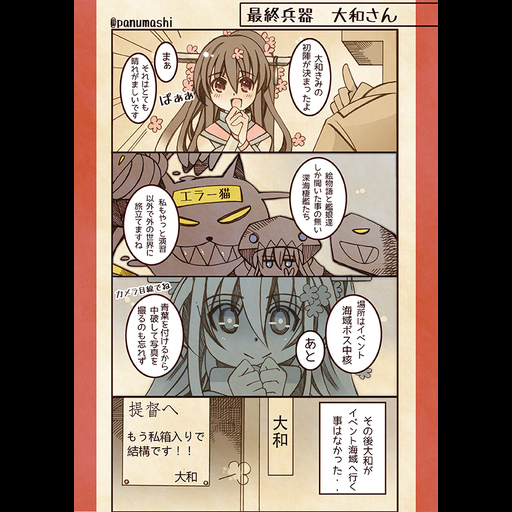 最終兵器 大和さん
@panumashi
大和きみの
初陣が決まったよ
まぁ
それはとても
晴れがましいです
ぱぁぁ
絵物語と艦娘達
しか聞いた事の無い
深海棲艦たち
エラー猫
私もやっと演習
以外で外の世界に
旅立てますね
場所はイベント
海域ボス中核
あと
カメラ目線でね
青葉を付けるから
中破して写真を
撮るのも忘れず
その後大和が
イベント海域へ行く
事はなかった・・
大和
提督へ
もう私箱入りで
結構です!!
大和